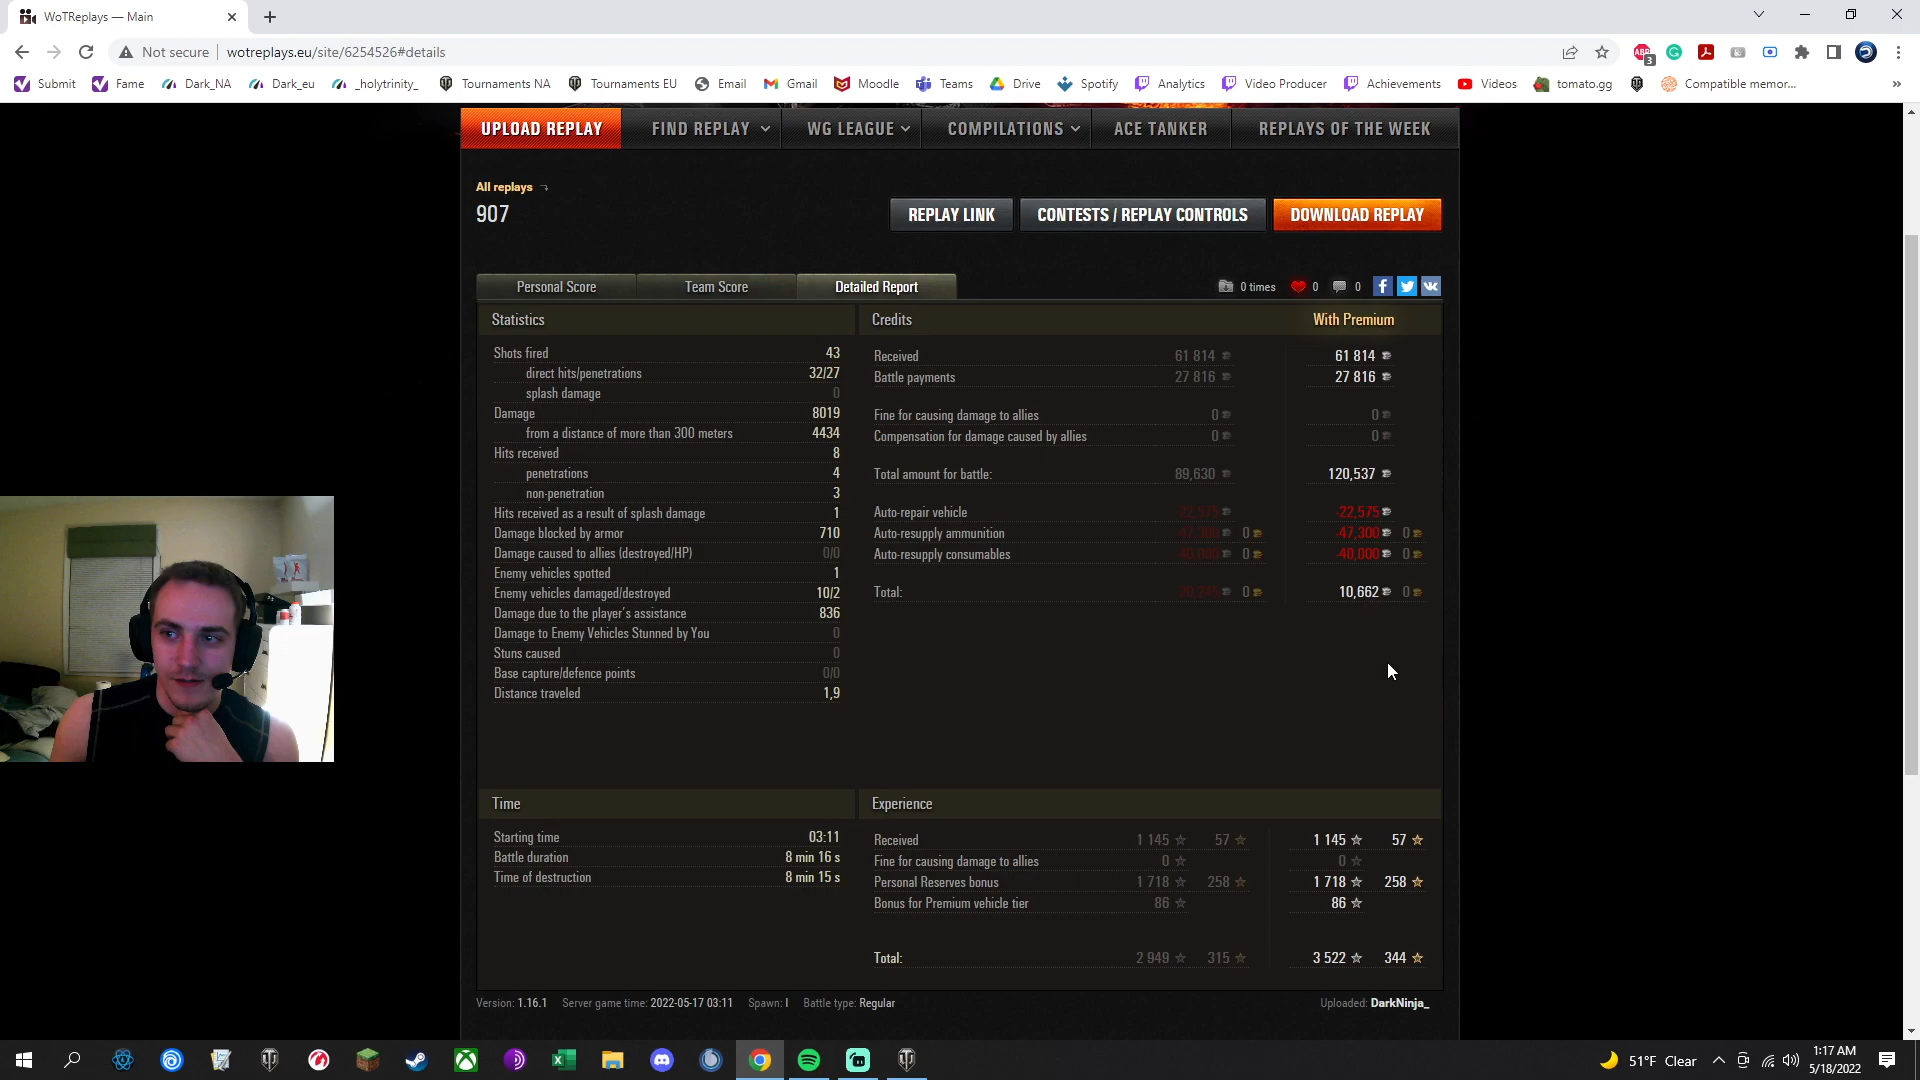 WoTReplays — Main
Not secure
wotreplays.eu/site/6254526#details
ABP 3
Submit Fame Dark_NA Dark_eu _holytrinity_ Tournaments NA Tournaments EU Email Gmail Moodle Teams Drive Spotify Analytics Video Producer Achievements Videos tomato.gg Compatible memor... »
UPLOAD REPLAY FIND REPLAY WG LEAGUE COMPILATIONS ACE TANKER REPLAYS OF THE WEEK
All replays
907
REPLAY LINK CONTESTS / REPLAY CONTROLS DOWNLOAD REPLAY
Personal Score Team Score Detailed Report 0 times 0 0
Statistics
Shots fired 43
direct hits/penetrations 32/27
splash damage 0
Damage 8019
from a distance of more than 300 meters 4434
Hits received 8
penetrations 4
non-penetration 3
Hits received as a result of splash damage 1
Damage blocked by armor 710
Damage caused to allies (destroyed/HP) 0/0
Enemy vehicles spotted 1
Enemy vehicles damaged/destroyed 10/2
Damage due to the player's assistance 836
Damage to Enemy Vehicles Stunned by You 0
Stuns caused 0
Base capture/defence points 0/0
Distance traveled 1,9
Credits With Premium
Received 61 814 61 814
Battle payments 27 816 27 816
Fine for causing damage to allies 0 0
Compensation for damage caused by allies 0 0
Total amount for battle: 89,630 120,537
Auto-repair vehicle -22,575 -22,575
Auto-resupply ammunition -47,300 0 -47,300 0
Auto-resupply consumables -40,000 0 -40,000 0
Total: 0 10,662 0
Time
Starting time 03:11
Battle duration 8 min 16 s
Time of destruction 8 min 15 s
Experience
Received 1 145 57 1 145 57
Fine for causing damage to allies 0 0
Personal Reserves bonus 1 718 258 1 718 258
Bonus for Premium vehicle tier 86 86
Total: 2 949 315 3 522 344
Version: 1.16.1 Server game time: 2022-05-17 03:11 Spawn: I Battle type: Regular Uploaded: DarkNinja_
51°F Clear
1:17 AM
5/18/2022